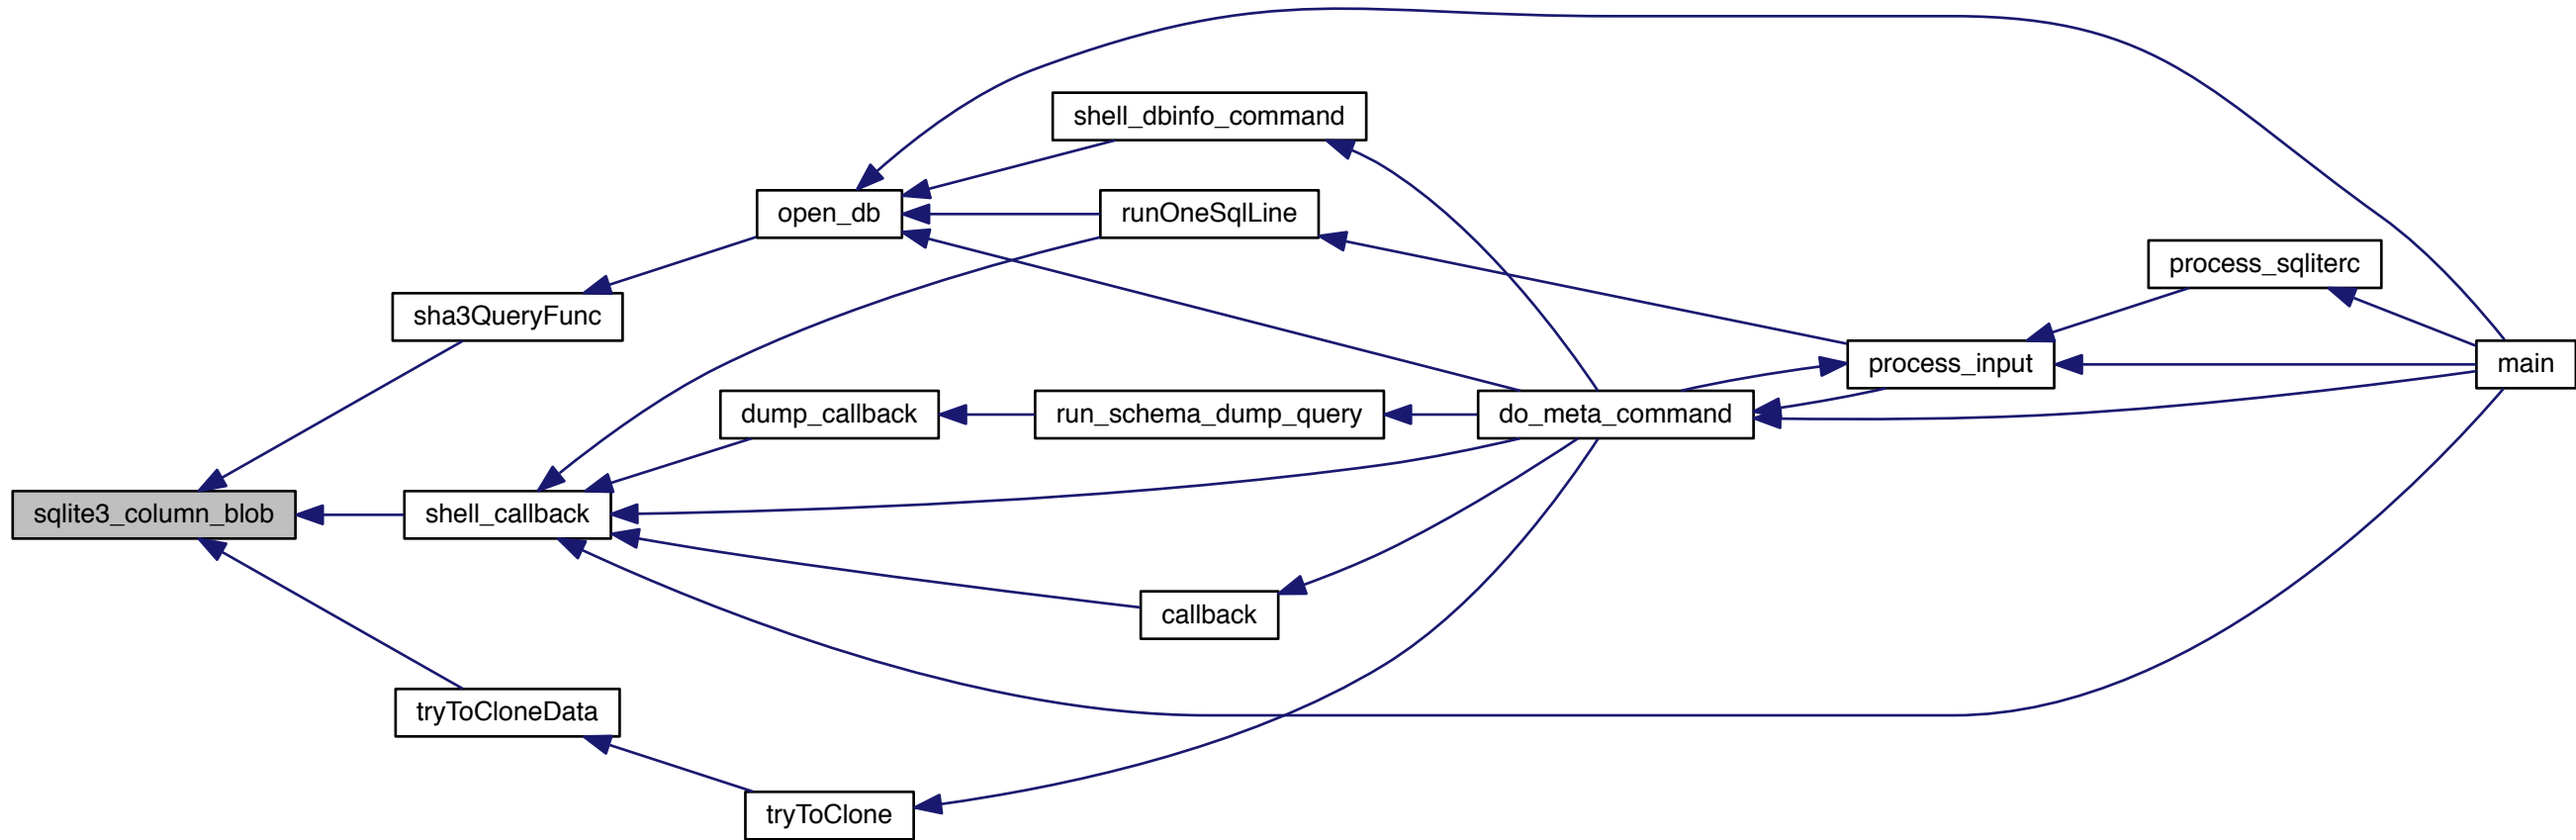 shell_dbinfo_command
open_db
runOneSqlLine
process_sqliterc
sha3QueryFunc
process_input
main
dump_callback
run_schema_dump_query
do_meta_command
sqlite3_column_blob
shell_callback
callback
tryToCloneData
tryToClone